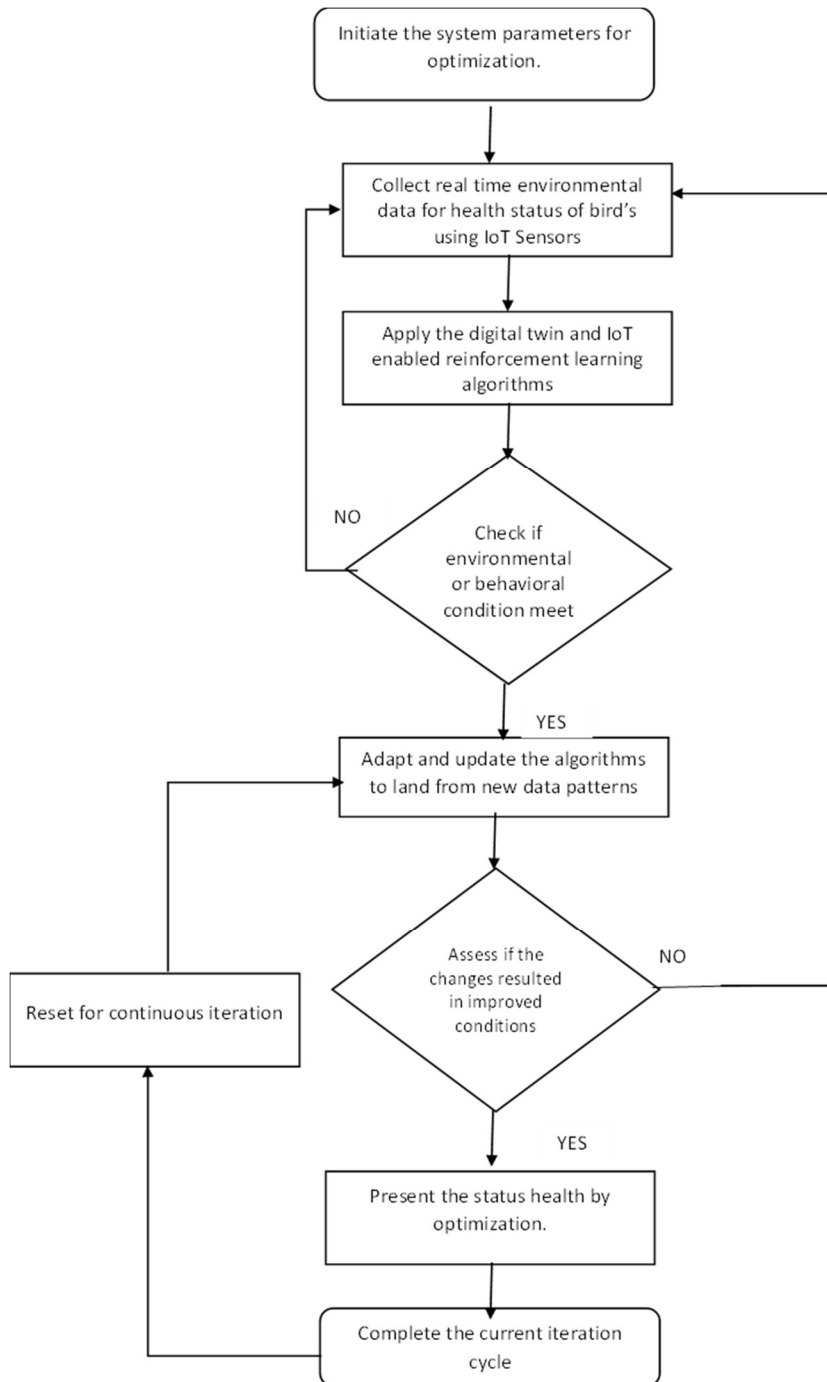 Initiate the system parameters for
optimization.
Collect real time environmental
data for health status of bird's
using IoT Sensors
Apply the digital twin and IoT
enabled reinforcement learning
algorithms
NO
Check if
environmental
or behavioral
condition meet
YES
Adapt and update the algorithms
to land from new data patterns
Assess if the
changes resulted
in improved
conditions
NO
Reset for continuous iteration
YES
Present the status health by
optimization.
Complete the current iteration
cycle